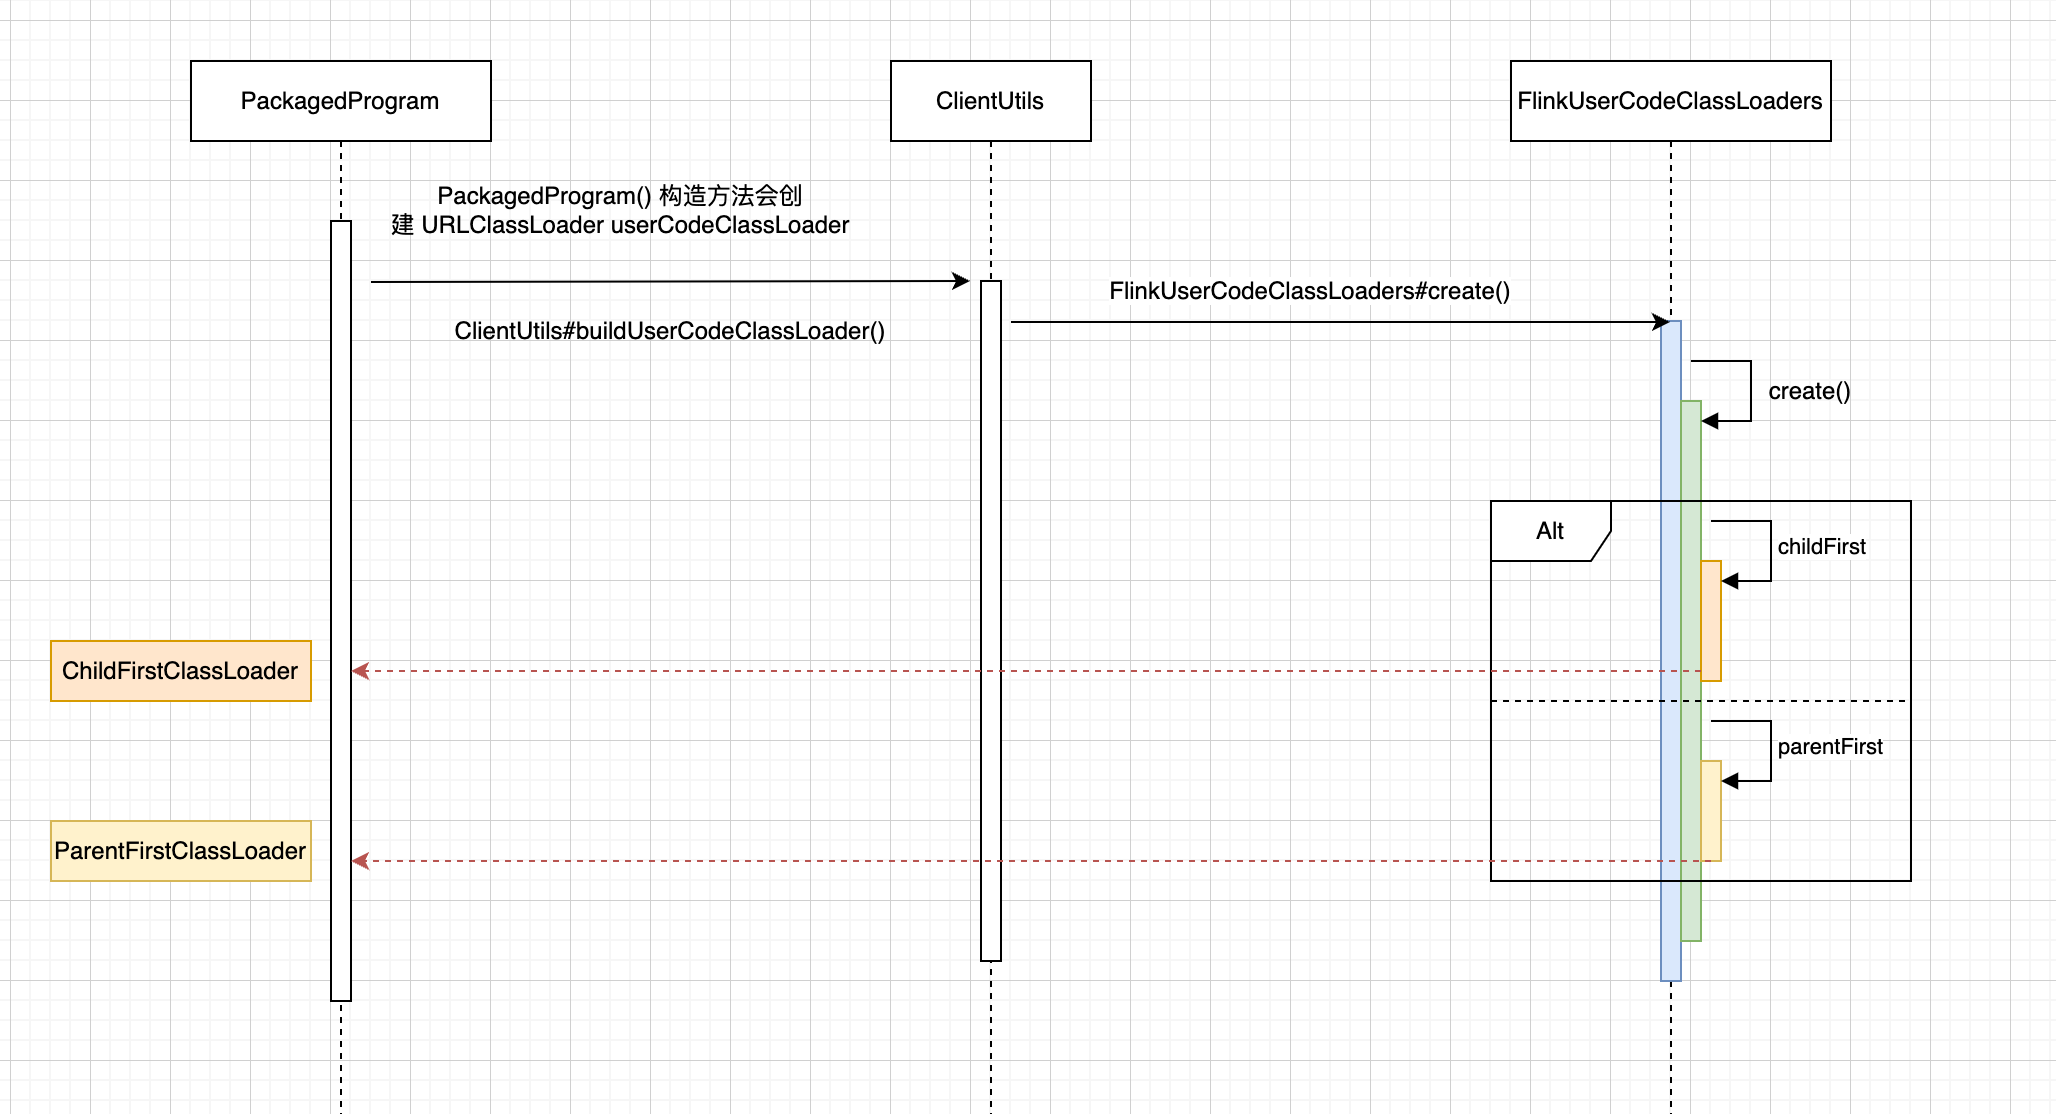 PackagedProgram
ClientUtils
FlinkUserCodeClassLoaders
PackagedProgram() 构造方法会创
建 URLClassLoader userCodeClassLoader
ClientUtils#buildUserCodeClassLoader()
FlinkUserCodeClassLoaders#create()
create()
Alt
childFirst
ChildFirstClassLoader
parentFirst
ParentFirstClassLoader